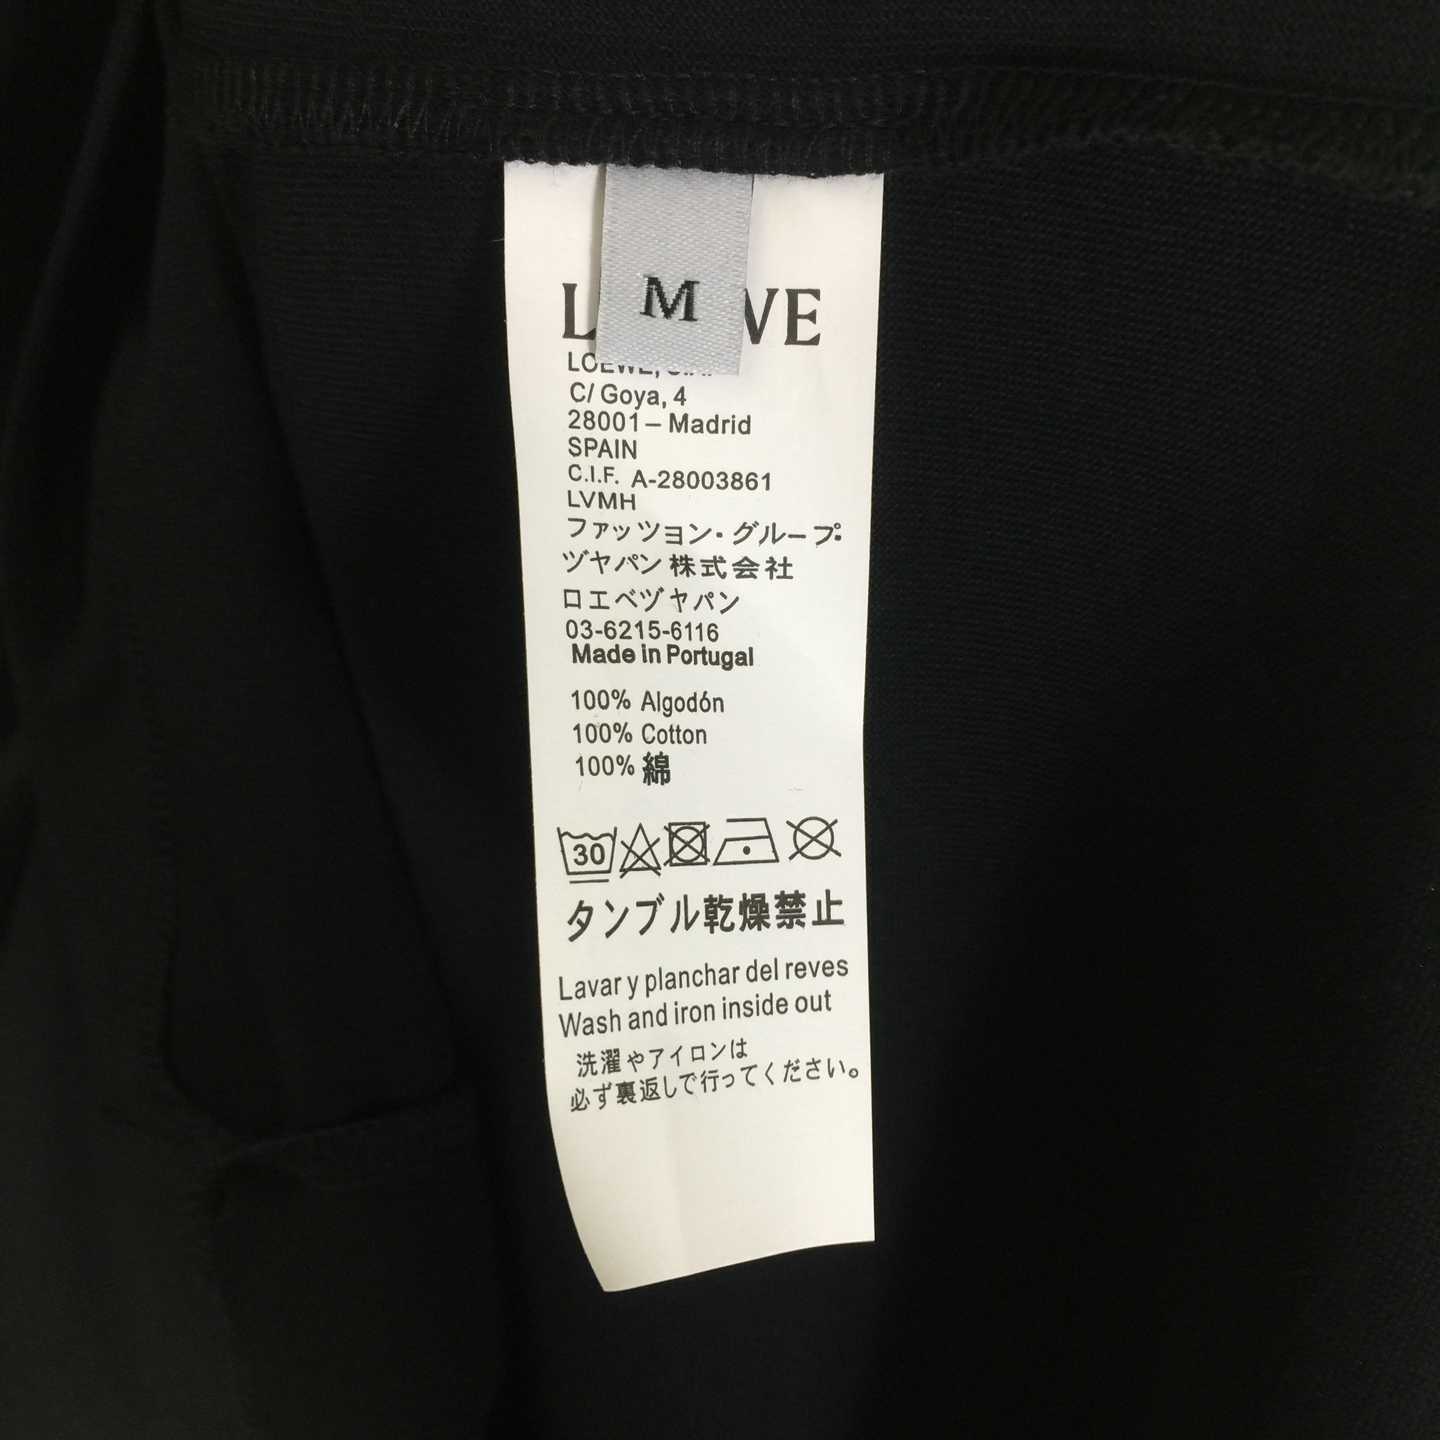 M
LOEWE
LOEWE, S.A.
C/ Goya, 4
28001 – Madrid
SPAIN
C.I.F. A-28003861
LVMH
ファッツョン・グループ
ヅャパン 株式会社
ロエベヅャパン
03-6215-6116
Made in Portugal
100% Algodón
100% Cotton
100% 綿
30
タンブル乾燥禁止
Lavar y planchar del reves
Wash and iron inside out
洗濯やアイロンは
必ず裏返しで行ってください。